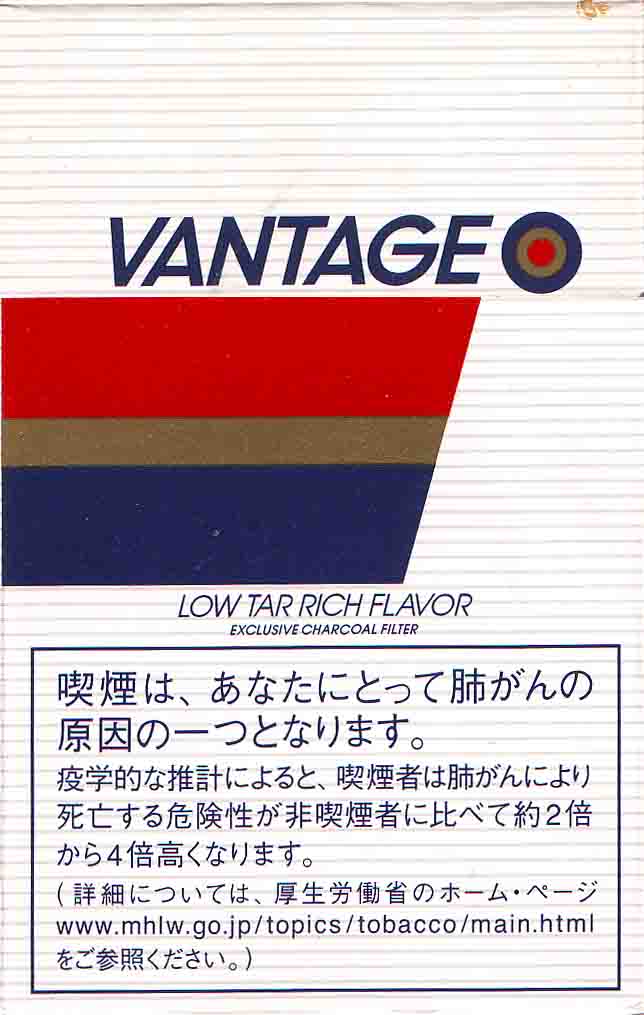 VANTAGE
LOW TAR RICH FLAVOR
EXCLUSIVE CHARCOAL FILTER
喫煙は、あなたにとって肺がんの
原因の一つとなります。
疫学的な推計によると、喫煙者は肺がんにより
死亡する危険性が非喫煙者に比べて約2倍
から4倍高くなります。
(詳細については、厚生労働省のホーム・ページ
www.mhlw.go.jp/topics/tobacco/main.html
をご参照ください。)